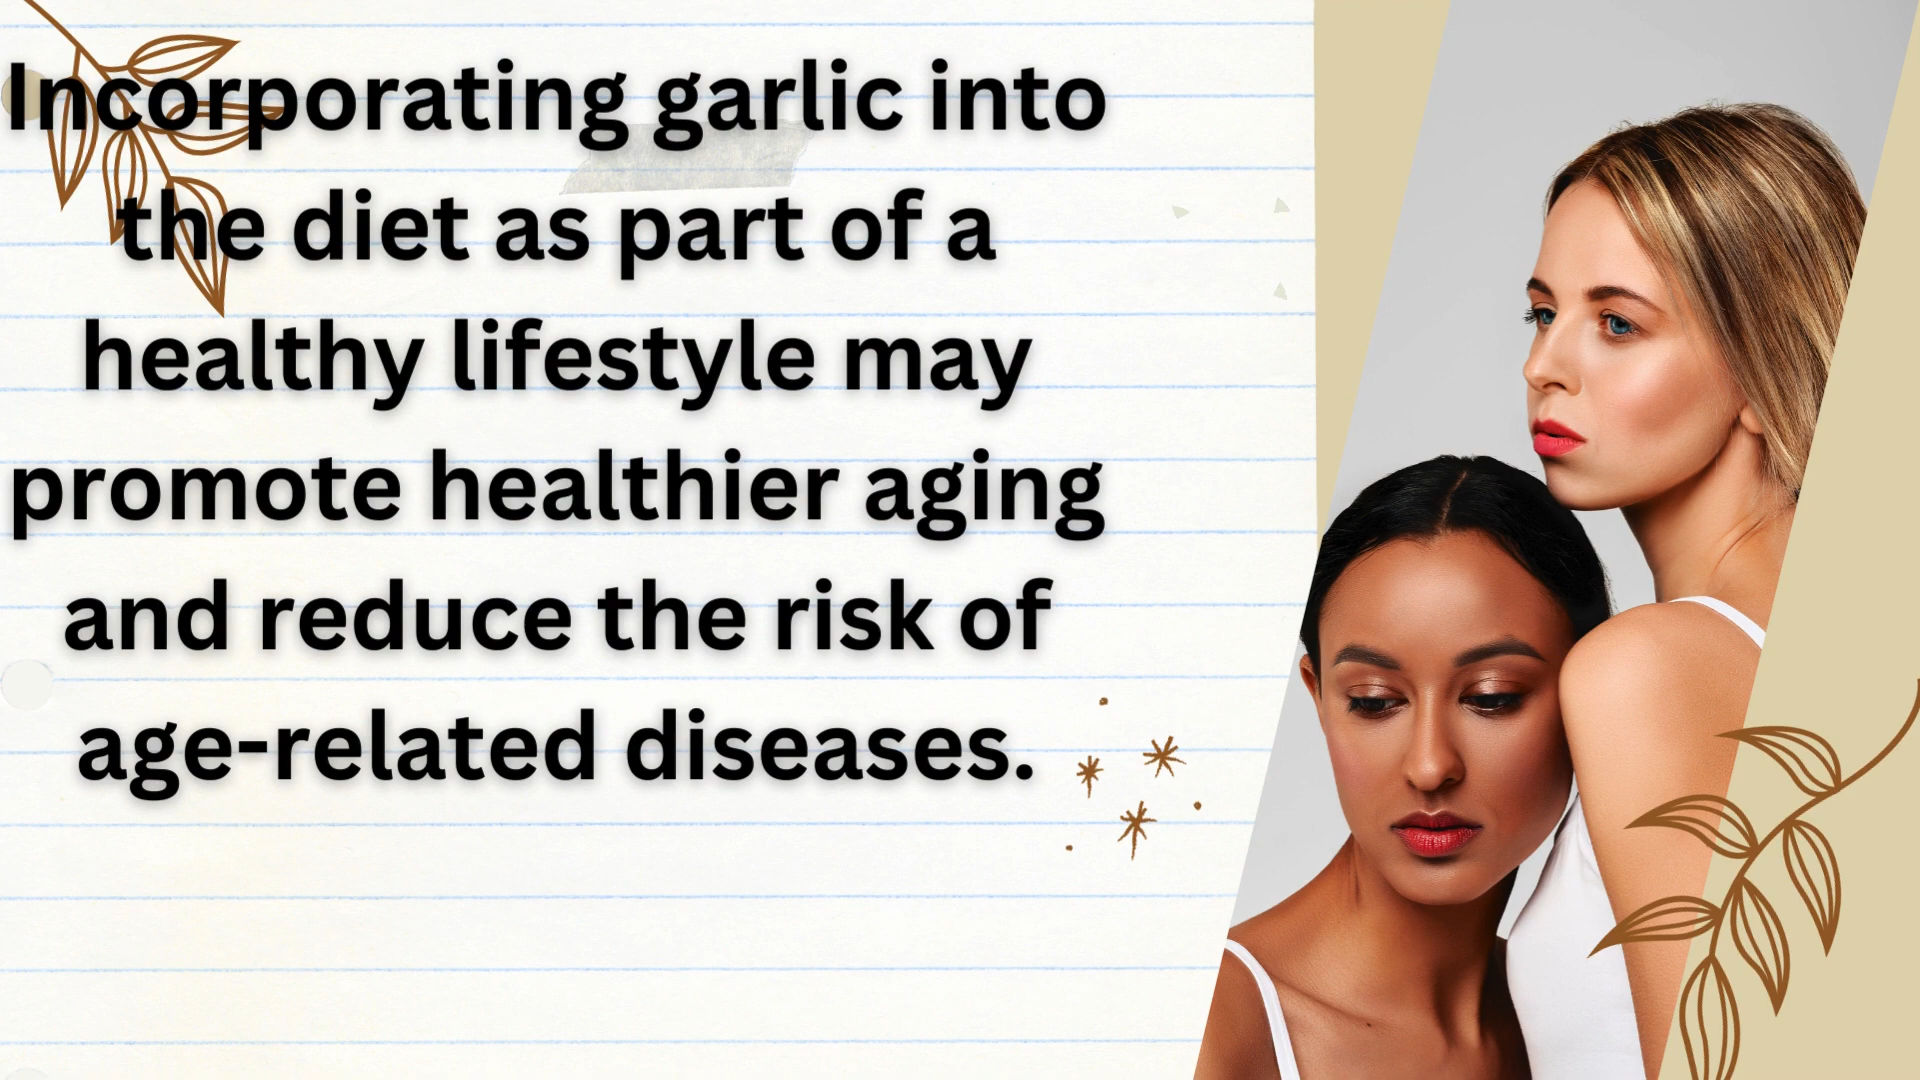 Incorporating garlic into
the diet as part of a
healthy lifestyle may
promote healthier aging
and reduce the risk of
age-related diseases.